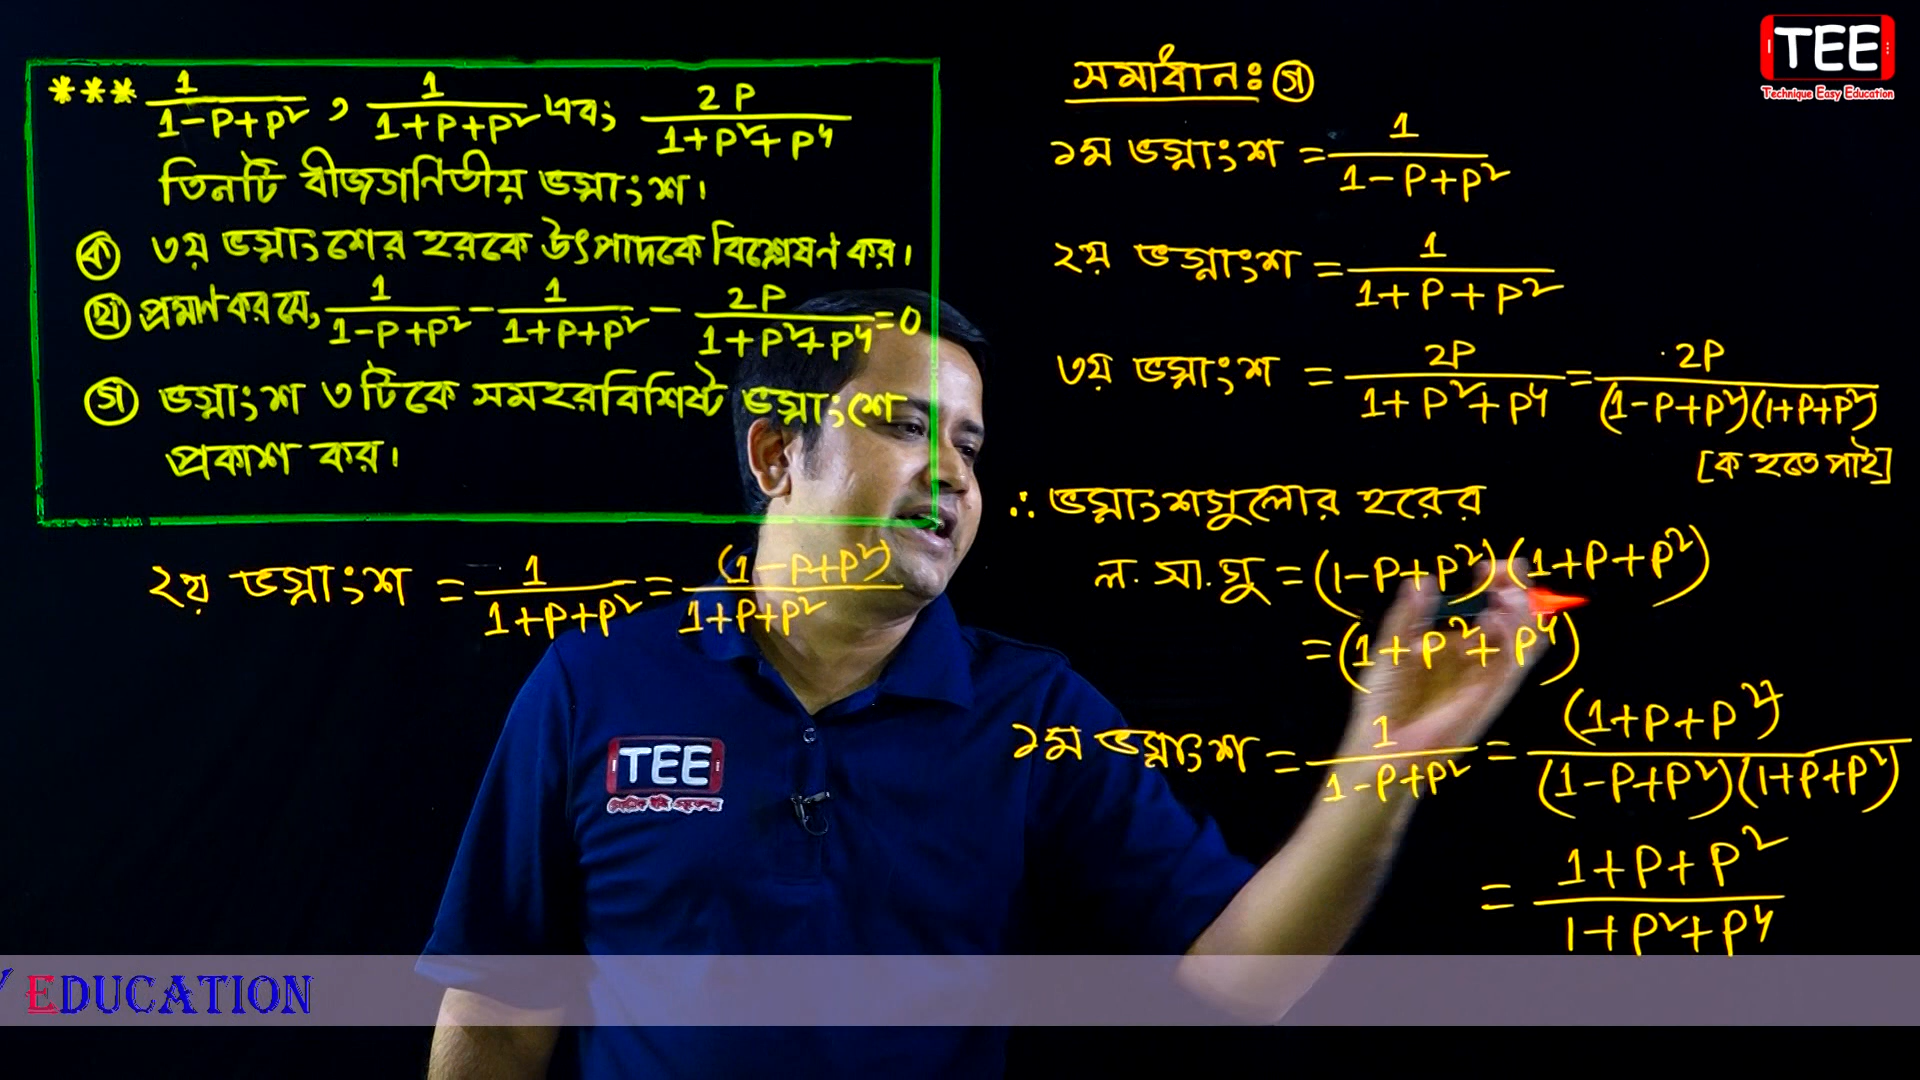 *** 1/(1-P+P²) , 1/(1+P+P²) এবং 2P/(1+P²+P⁴)
তিনটি বীজগণিতীয় ভগ্নাংশ।
ক ৩য় ভগ্নাংশের হরকে উৎপাদকে বিশ্লেষণ কর।
খ প্রমাণ কর যে, 1/(1-P+P²) - 1/(1+P+P²) - 2P/(1+P²+P⁴) = 0
গ ভগ্নাংশ ৩টিকে সমহরবিশিষ্ট ভগ্নাংশে
প্রকাশ কর।
২য় ভগ্নাংশ = 1/(1+P+P²) = (1-P+P²)/(1+P+P²)
সমাধান: গ
১ম ভগ্নাংশ = 1/(1-P+P²)
২য় ভগ্নাংশ = 1/(1+P+P²)
৩য় ভগ্নাংশ = 2P/(1+P²+P⁴) = 2P/((1-P+P²)(1+P+P²))
[ক হতে পাই]
∴ ভগ্নাংশগুলোর হরের
ল. সা. গু = (1-P+P²)(1+P+P²)
= (1+P²+P⁴)
১ম ভগ্নাংশ = 1/(1-P+P²) = (1+P+P²)/((1-P+P²)(1+P+P²))
= (1+P+P²)/(1+P²+P⁴)
TEE
Technique Easy Education
TEE
EDUCATION